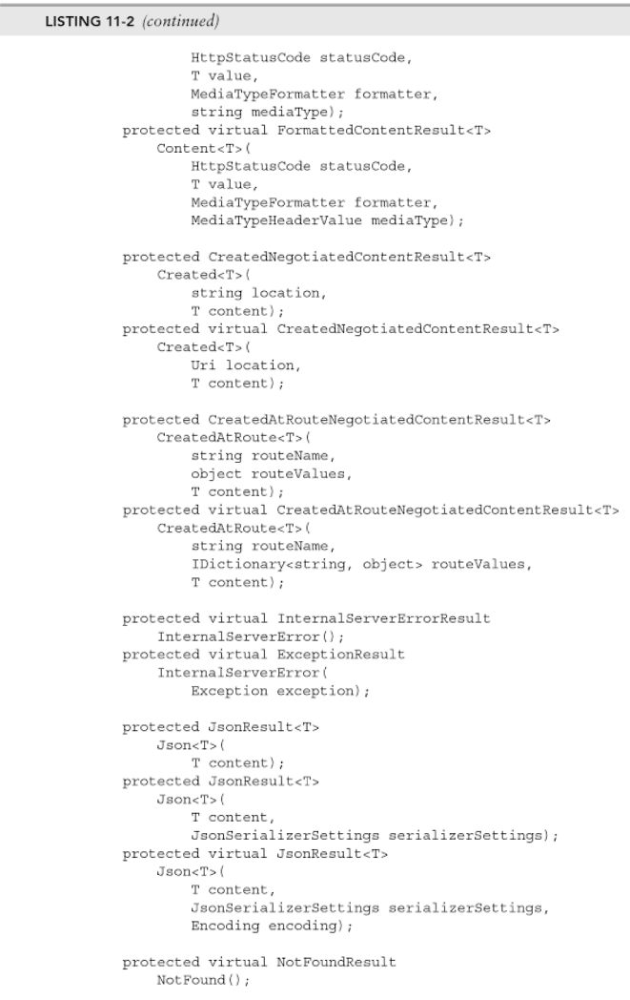 LISTING 11-2 (continued)
HttpStatusCode statusCode,
T value,
MediaTypeFormatter formatter,
string mediaType);
protected virtual FormattedContentResult<T>
Content<T>(
HttpStatusCode statusCode,
T value,
MediaTypeFormatter formatter,
MediaTypeHeaderValue mediaType);
protected CreatedNegotiatedContentResult<T>
Created<T>(
string location,
T content);
protected virtual CreatedNegotiatedContentResult<T>
Created<T>(
Uri location,
T content);
protected CreatedAtRouteNegotiatedContentResult<T>
CreatedAtRoute<T>(
string routeName,
object routeValues,
T content);
protected virtual CreatedAtRouteNegotiatedContentResult<T>
CreatedAtRoute<T>(
string routeName,
IDictionary<string, object> routeValues,
T content);
protected virtual InternalServerErrorResult
InternalServerError();
protected virtual ExceptionResult
InternalServerError(
Exception exception);
protected JsonResult<T>
Json<T>(
T content);
protected JsonResult<T>
Json<T>(
T content,
JsonSerializerSettings serializerSettings);
protected virtual JsonResult<T>
Json<T>(
T content,
JsonSerializerSettings serializerSettings,
Encoding encoding);
protected virtual NotFoundResult
NotFound();